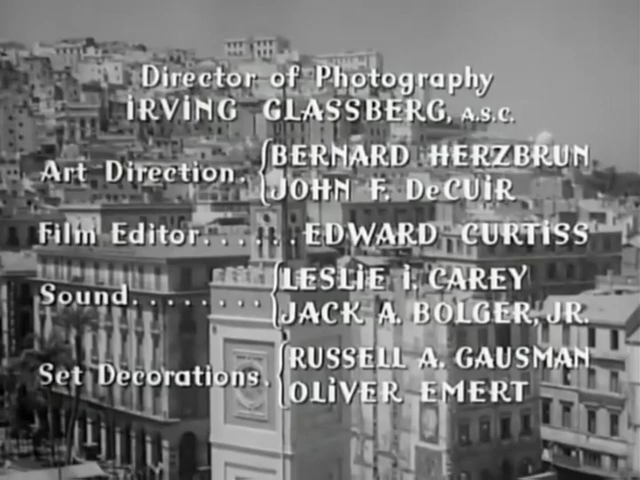 Director of Photography
IRVING GLASSBERG, A.S.C.
Art Direction. { BERNARD HERZBRUN
JOHN F. DeCUIR
Film Editor......EDWARD CURTISS
Sound........{ LESLIE I. CAREY
JACK A. BOLGER, JR.
Set Decorations. { RUSSELL A. GAUSMAN
OLIVER EMERT